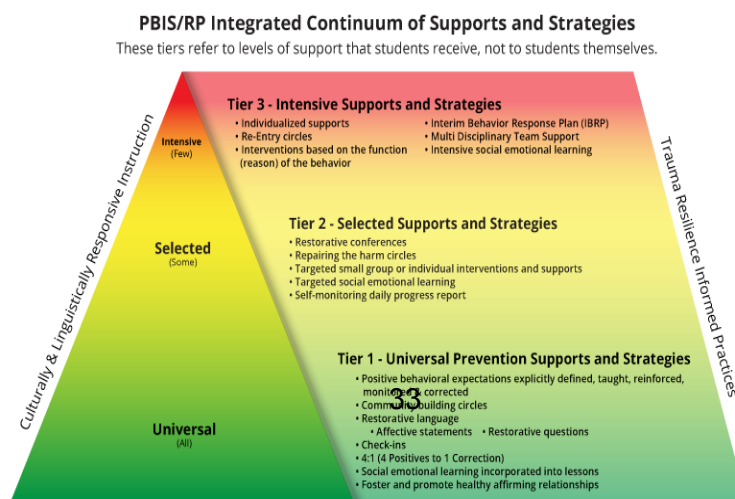 PBIS/RP Integrated Continuum of Supports and Strategies
These tiers refer to levels of support that students receive, not to students themselves.
Culturally & Linguistically Responsive Instruction
Intensive
(Few)
Selected
(Some)
Universal
(All)
Tier 3 - Intensive Supports and Strategies
• Individualized supports
• Re-Entry circles
• Interventions based on the function
(reason) of the behavior
• Interim Behavior Response Plan (IBRP)
• Multi Disciplinary Team Support
• Intensive social emotional learning
Tier 2 - Selected Supports and Strategies
• Restorative conferences
• Repairing the harm circles
• Targeted small group or individual interventions and supports
• Targeted social emotional learning
• Self-monitoring daily progress report
Tier 1 - Universal Prevention Supports and Strategies
• Positive behavioral expectations explicitly defined, taught, reinforced,
monitored & corrected
33
• Community building circles
• Restorative language
• Affective statements • Restorative questions
• Check-ins
• 4:1 (4 Positives to 1 Correction)
• Social emotional learning incorporated into lessons
• Foster and promote healthy affirming relationships
Trauma Resilience Informed Practices